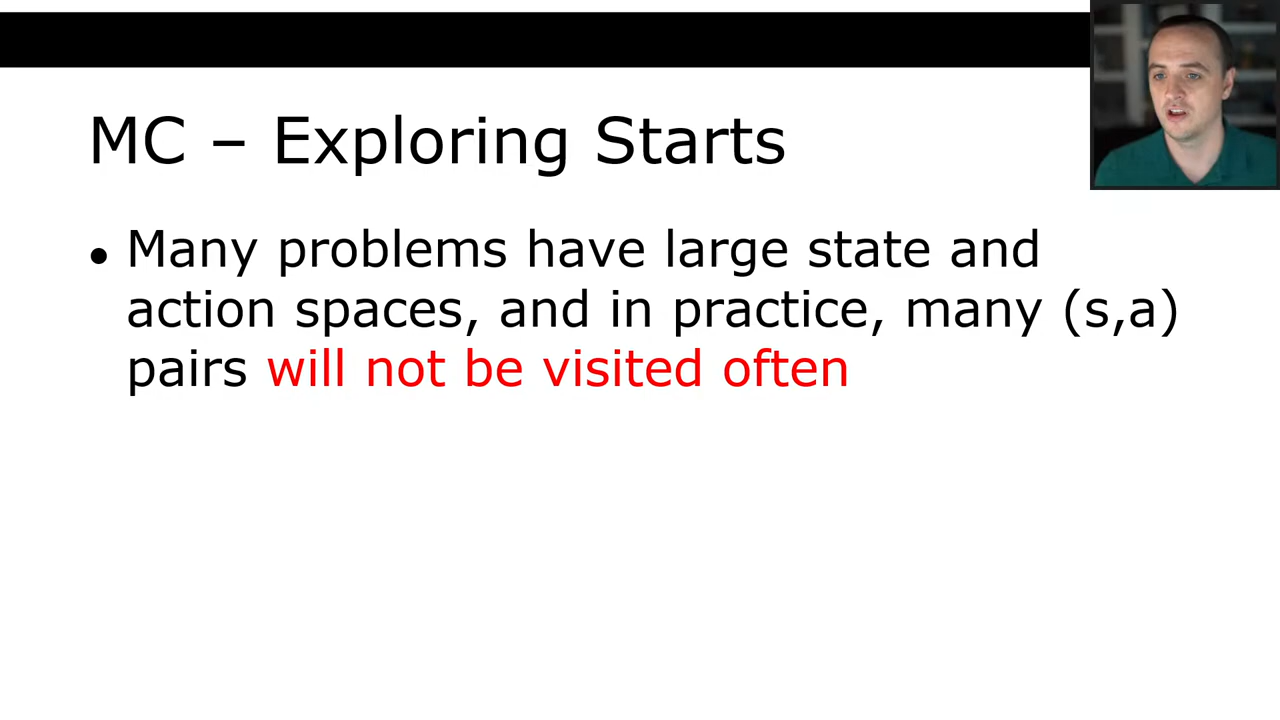 MC – Exploring Starts
• Many problems have large state and
action spaces, and in practice, many (s,a)
pairs will not be visited often